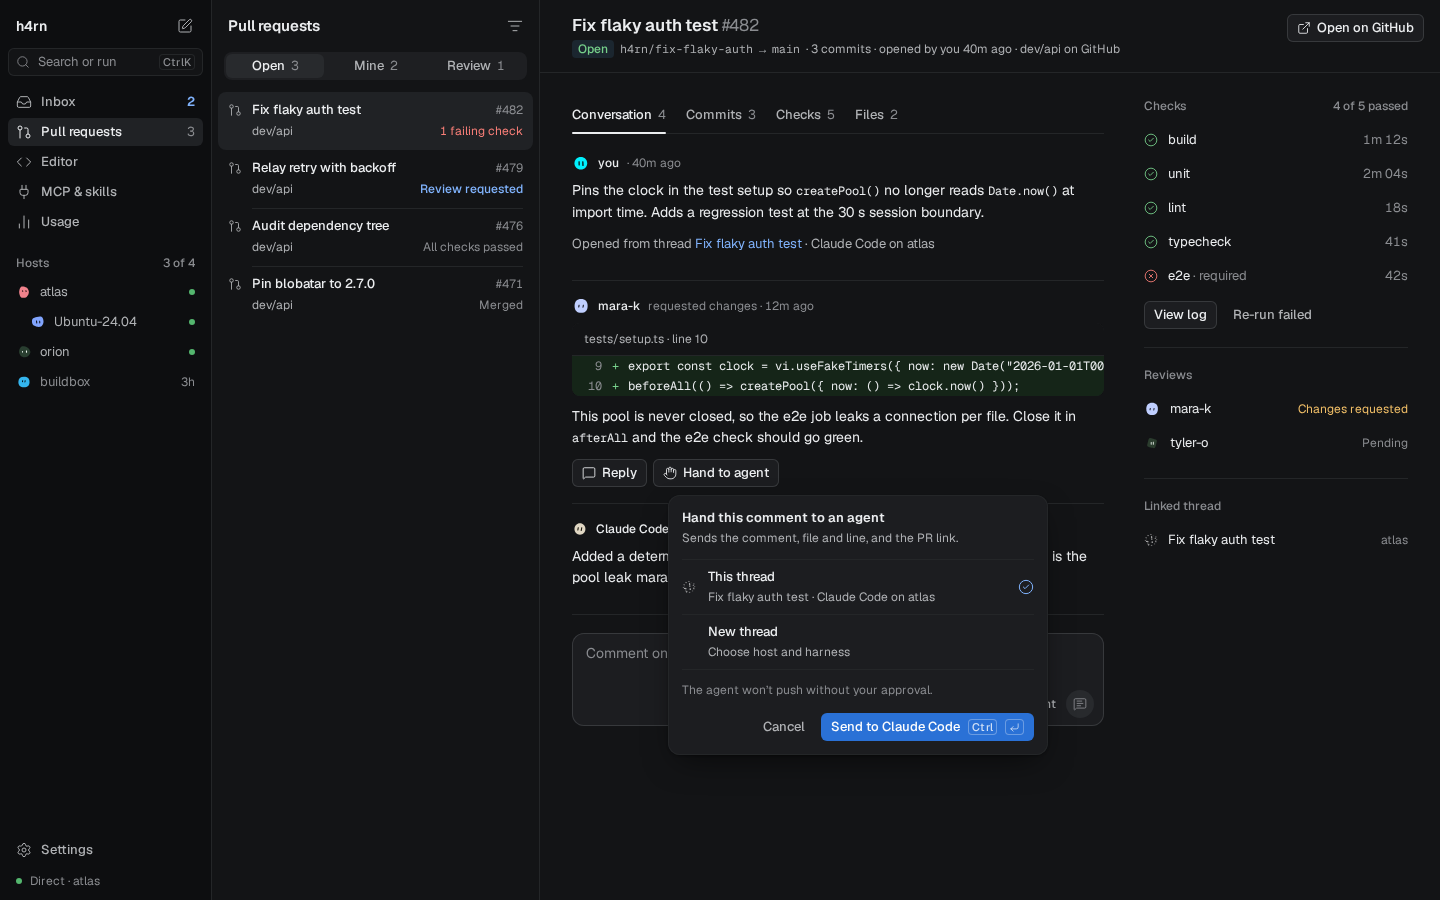 h4rn
Search or run CtrlK
Inbox 2
Pull requests 3
Editor
MCP & skills
Usage
Hosts 3 of 4
atlas
Ubuntu-24.04
orion
buildbox 3h
Settings
Direct · atlas
Pull requests
Open 3 Mine 2 Review 1
Fix flaky auth test #482
dev/api 1 failing check
Relay retry with backoff #479
dev/api Review requested
Audit dependency tree #476
dev/api All checks passed
Pin blobatar to 2.7.0 #471
dev/api Merged
Fix flaky auth test #482
Open h4rn/fix-flaky-auth → main · 3 commits · opened by you 40m ago · dev/api on GitHub
Open on GitHub
Conversation 4 Commits 3 Checks 5 Files 2
you · 40m ago
Pins the clock in the test setup so createPool() no longer reads Date.now() at
import time. Adds a regression test at the 30 s session boundary.
Opened from thread Fix flaky auth test · Claude Code on atlas
mara-k requested changes · 12m ago
tests/setup.ts · line 10
9 + export const clock = vi.useFakeTimers({ now: new Date("2026-01-01T00
10 + beforeAll(() => createPool({ now: () => clock.now() }));
This pool is never closed, so the e2e job leaks a connection per file. Close it in
afterAll and the e2e check should go green.
Reply Hand to agent
Claude Code
Added a determ is the
pool leak mara
Comment on nt
Hand this comment to an agent
Sends the comment, file and line, and the PR link.
This thread
Fix flaky auth test · Claude Code on atlas
New thread
Choose host and harness
The agent won't push without your approval.
Cancel Send to Claude Code Ctrl
Checks 4 of 5 passed
build 1m 12s
unit 2m 04s
lint 18s
typecheck 41s
e2e · required 42s
View log Re-run failed
Reviews
mara-k Changes requested
tyler-o Pending
Linked thread
Fix flaky auth test atlas